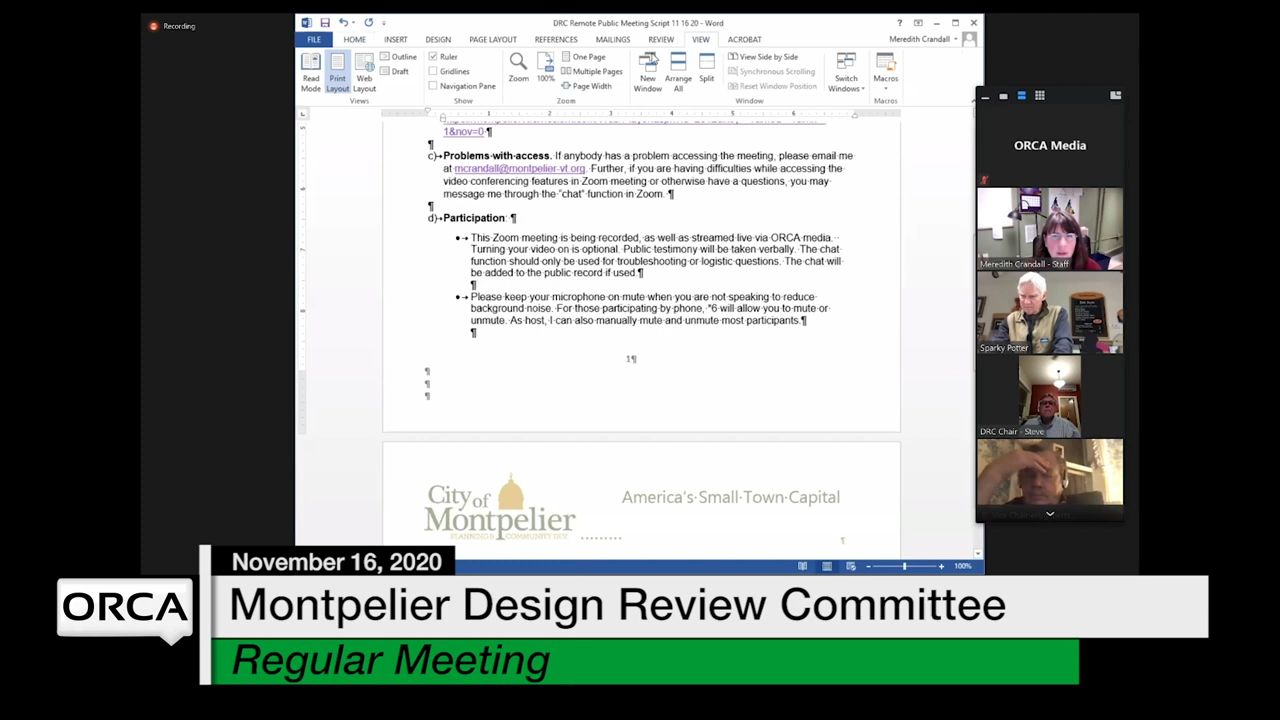 Recording
DRC Remote Public Meeting Script 11 16 20 - Word
FILE HOME INSERT DESIGN PAGE LAYOUT REFERENCES MAILINGS REVIEW VIEW ACROBAT
Meredith Crandall
Read Mode
Print Layout
Web Layout
Outline
Draft
Views
Ruler
Gridlines
Navigation Pane
Show
Zoom
100%
One Page
Multiple Pages
Page Width
Zoom
New Window
Arrange All
Split
View Side by Side
Synchronous Scrolling
Reset Window Position
Window
Switch Windows
Macros
Macros
1&nov=0
c) Problems with access. If anybody has a problem accessing the meeting, please email me
at mcrandall@montpelier-vt.org. Further, if you are having difficulties while accessing the
video conferencing features in Zoom meeting or otherwise have a questions, you may
message me through the "chat" function in Zoom.
d) Participation:
This Zoom meeting is being recorded, as well as streamed live via ORCA media.
Turning your video on is optional. Public testimony will be taken verbally. The chat
function should only be used for troubleshooting or logistic questions. The chat will
be added to the public record if used.
Please keep your microphone on mute when you are not speaking to reduce
background noise. For those participating by phone, *6 will allow you to mute or
unmute. As host, I can also manually mute and unmute most participants.
1
City of
Montpelier
PLANNING & COMMUNITY DEV
America's Small Town Capital
100%
ORCA Media
Meredith Crandall - Staff
Sparky Potter
DRC Chair - Steve
November 16, 2020
ORCA
Montpelier Design Review Committee
Regular Meeting